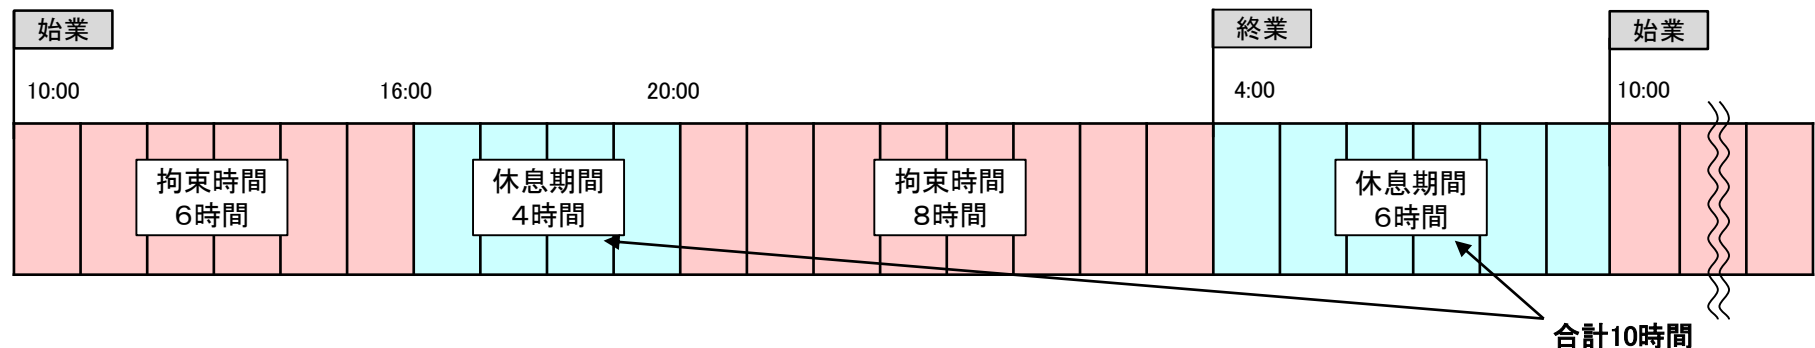 始業
終業
始業
10:00
16:00
20:00
4:00
10:00
拘束時間
６時間
休息期間
４時間
拘束時間
８時間
休息期間
６時間
合計10時間